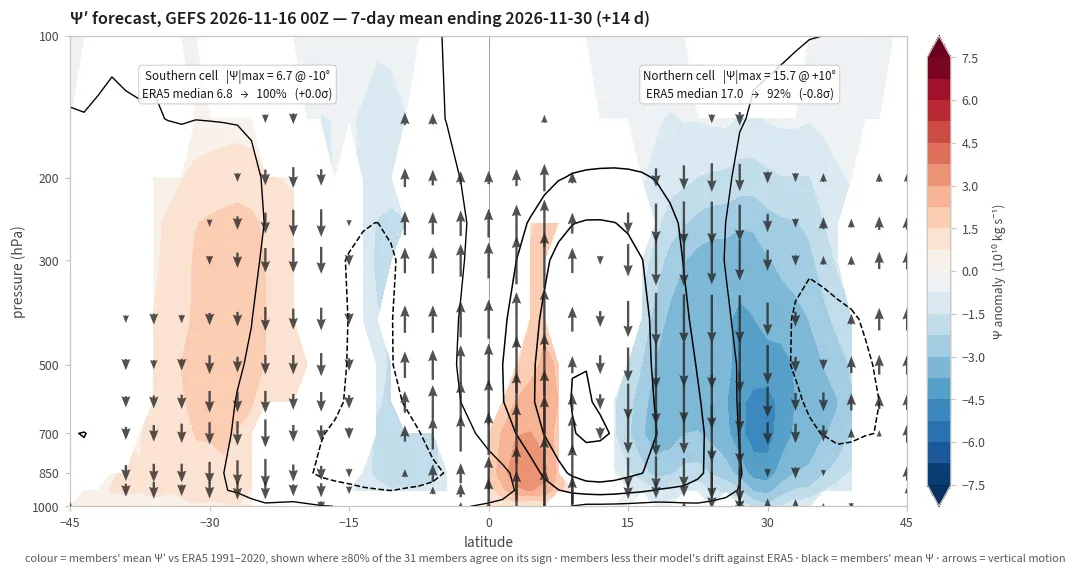 Ψ′ forecast, GEFS 2026-11-16 00Z — 7-day mean ending 2026-11-30 (+14 d)
Southern cell |Ψ|max = 6.7 @ -10°
ERA5 median 6.8 → 100% (+0.0σ)
Northern cell |Ψ|max = 15.7 @ +10°
ERA5 median 17.0 → 92% (-0.8σ)
100
200
300
400
500
700
850
1000
pressure (hPa)
−45
−30
−15
0
15
30
45
latitude
7.5
6.0
4.5
3.0
1.5
0.0
−1.5
−3.0
−4.5
−6.0
−7.5
Ψ anomaly (10¹⁰ kg s⁻¹)
colour = members' mean Ψ′ vs ERA5 1991–2020, shown where ≥80% of the 31 members agree on its sign · members less their model's drift against ERA5 · black = members' mean Ψ · arrows = vertical motion